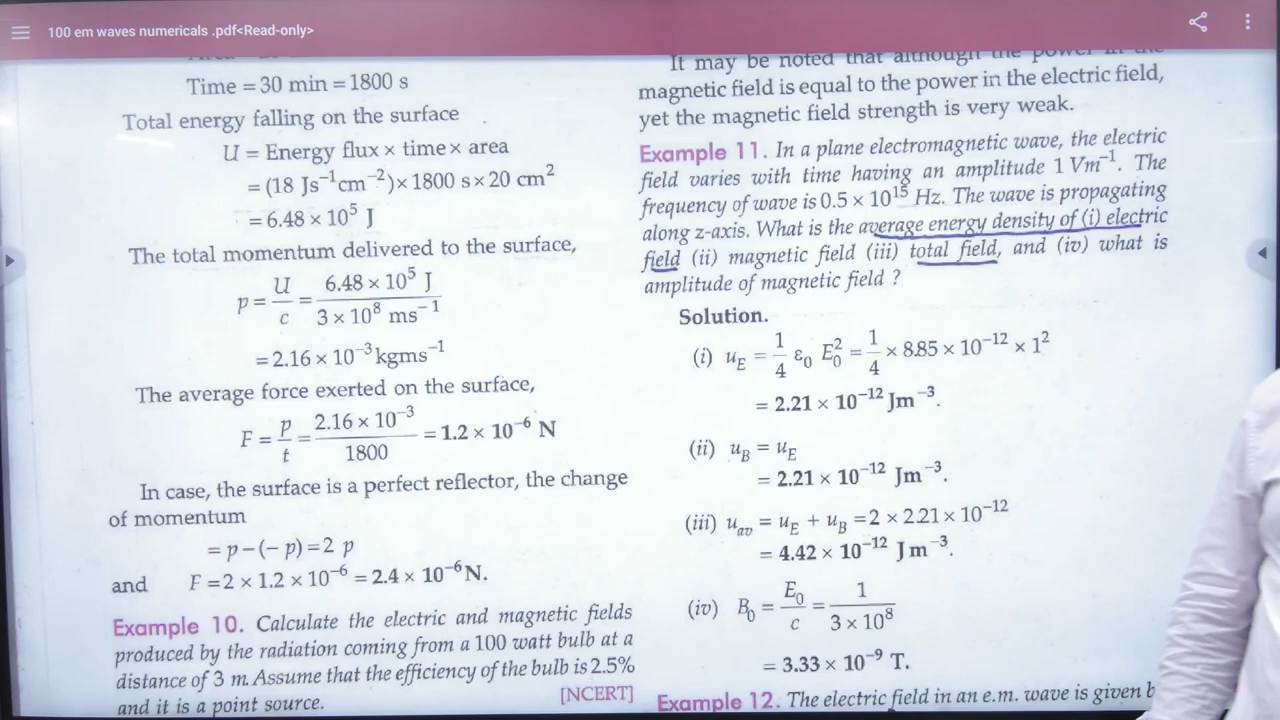 100 em waves numericals .pdf<Read-only>
Time = 30 min = 1800 s
Total energy falling on the surface
U = Energy flux × time × area
= (18 Js⁻¹cm⁻²) × 1800 s × 20 cm²
= 6.48 × 10⁵ J
The total momentum delivered to the surface,
p = U/c = 6.48 × 10⁵ J / 3 × 10⁸ ms⁻¹
= 2.16 × 10⁻³ kgms⁻¹
The average force exerted on the surface,
F = p/t = 2.16 × 10⁻³ / 1800 = 1.2 × 10⁻⁶ N
In case, the surface is a perfect reflector, the change
of momentum
= p − (− p) = 2 p
and F = 2 × 1.2 × 10⁻⁶ = 2.4 × 10⁻⁶ N.
Example 10. Calculate the electric and magnetic fields
produced by the radiation coming from a 100 watt bulb at a
distance of 3 m. Assume that the efficiency of the bulb is 2.5%
and it is a point source. [NCERT]
It may be noted that although the power in the
magnetic field is equal to the power in the electric field,
yet the magnetic field strength is very weak.
Example 11. In a plane electromagnetic wave, the electric
field varies with time having an amplitude 1 Vm⁻¹. The
frequency of wave is 0.5 × 10¹⁵ Hz. The wave is propagating
along z-axis. What is the average energy density of (i) electric
field (ii) magnetic field (iii) total field, and (iv) what is
amplitude of magnetic field ?
Solution.
(i) u_E = 1/4 ε₀ E₀² = 1/4 × 8.85 × 10⁻¹² × 1²
= 2.21 × 10⁻¹² Jm⁻³.
(ii) u_B = u_E
= 2.21 × 10⁻¹² Jm⁻³.
(iii) u_av = u_E + u_B = 2 × 2.21 × 10⁻¹²
= 4.42 × 10⁻¹² J m⁻³.
(iv) B₀ = E₀/c = 1 / 3 × 10⁸
= 3.33 × 10⁻⁹ T.
Example 12. The electric field in an e.m. wave is given b